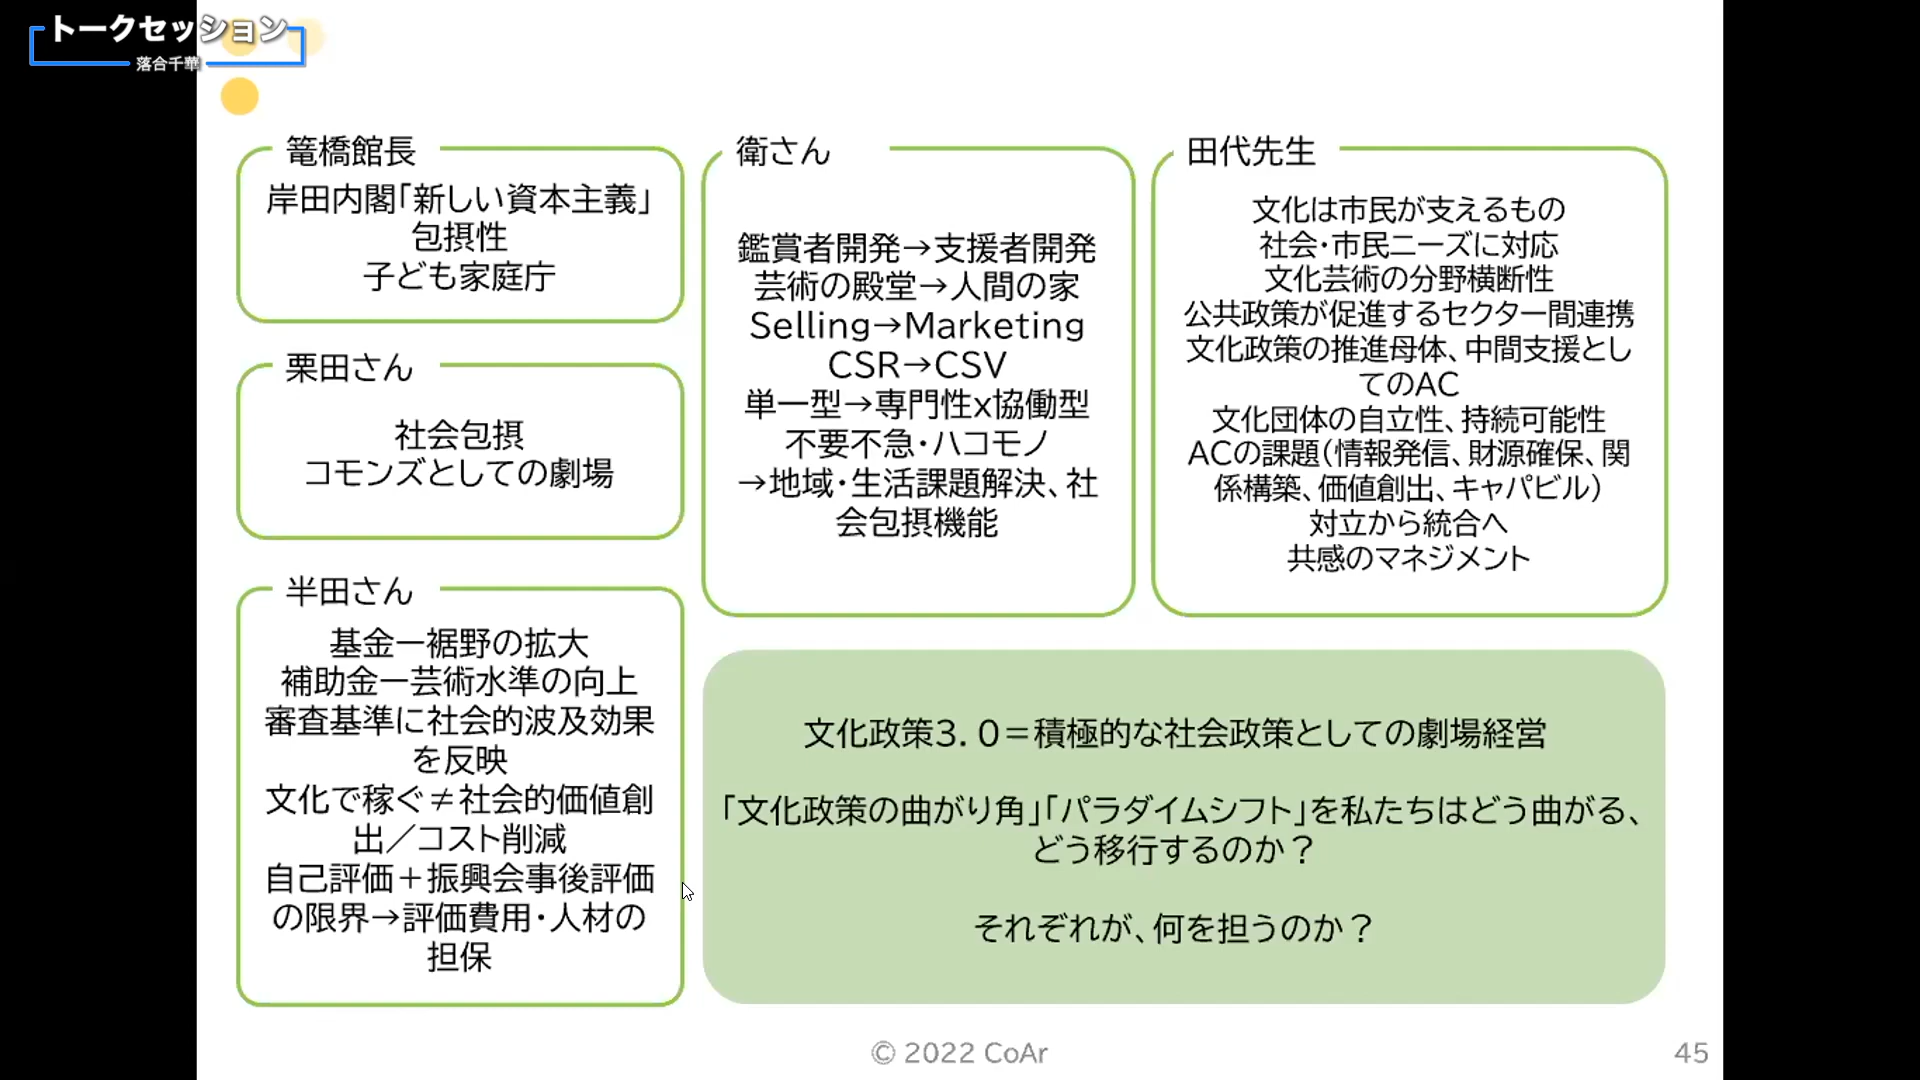 トークセッション
落合千華
篭橋館長
岸田内閣「新しい資本主義」
包摂性
子ども家庭庁
栗田さん
社会包摂
コモンズとしての劇場
半田さん
基金ー裾野の拡大
補助金ー芸術水準の向上
審査基準に社会的波及効果
を反映
文化で稼ぐ≠社会的価値創
出／コスト削減
自己評価＋振興会事後評価
の限界→評価費用・人材の
担保
衛さん
鑑賞者開発→支援者開発
芸術の殿堂→人間の家
Selling→Marketing
CSR→CSV
単一型→専門性x協働型
不要不急・ハコモノ
→地域・生活課題解決、社
会包摂機能
田代先生
文化は市民が支えるもの
社会・市民ニーズに対応
文化芸術の分野横断性
公共政策が促進するセクター間連携
文化政策の推進母体、中間支援とし
てのAC
文化団体の自立性、持続可能性
ACの課題（情報発信、財源確保、関
係構築、価値創出、キャパビル）
対立から統合へ
共感のマネジメント
文化政策3．0＝積極的な社会政策としての劇場経営
「文化政策の曲がり角」「パラダイムシフト」を私たちはどう曲がる、
どう移行するのか？
それぞれが、何を担うのか？
© 2022 CoAr
45